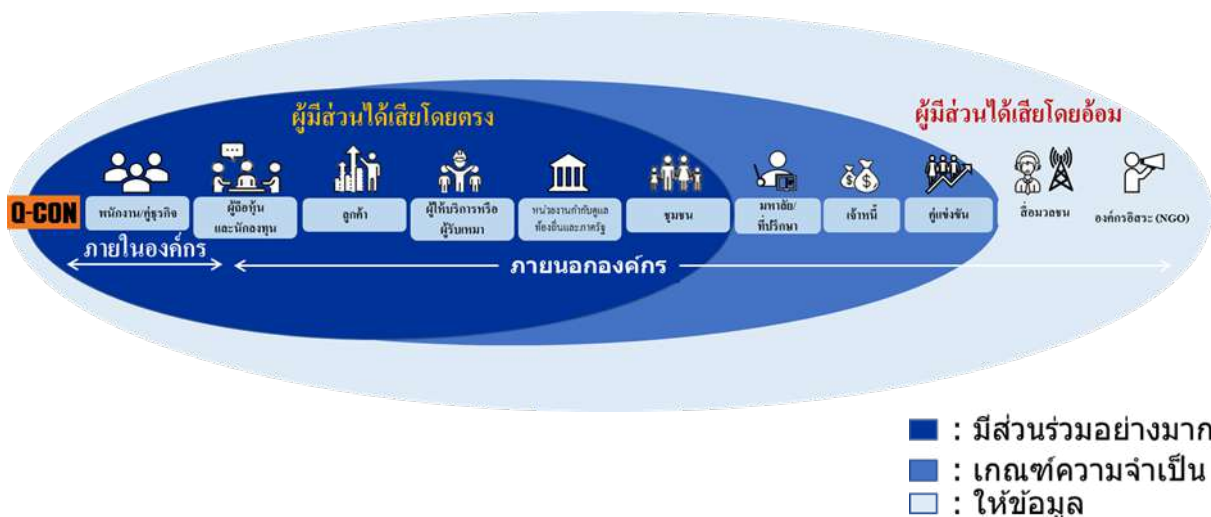 ผู้มีส่วนได้เสียโดยตรง
ผู้มีส่วนได้เสียโดยอ้อม
Q-CON
พนักงาน/คู่ธุรกิจ
ผู้ถือหุ้น
และนักลงทุน
ลูกค้า
ผู้ให้บริการหรือ
ผู้รับเหมา
หน่วยงานกำกับดูแล
ท้องถิ่นและภาครัฐ
ชุมชน
มหาลัย/
ที่ปรึกษา
เจ้าหนี้
คู่แข่งขัน
สื่อมวลชน
องค์กรอิสระ (NGO)
ภายในองค์กร
ภายนอกองค์กร
: มีส่วนร่วมอย่างมาก
: เกณฑ์ความจำเป็น
: ให้ข้อมูล